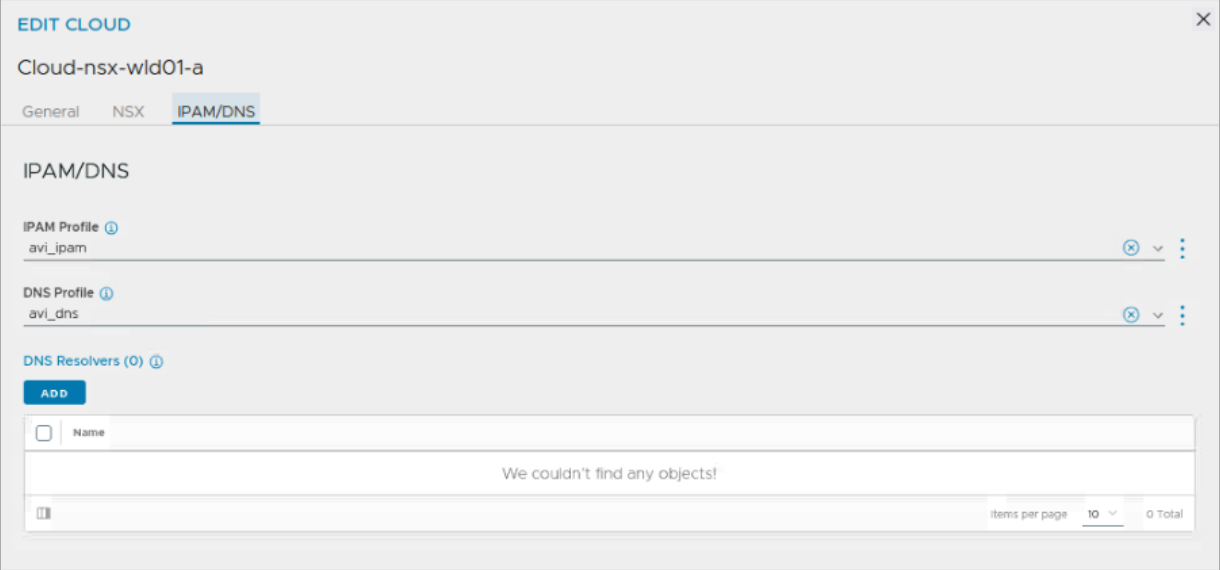 EDIT CLOUD
Cloud-nsx-wld01-a
General NSX IPAM/DNS
IPAM/DNS
IPAM Profile
avi_ipam
DNS Profile
avi_dns
DNS Resolvers (0)
ADD
Name
We couldn't find any objects!
Items per page 10 0 Total